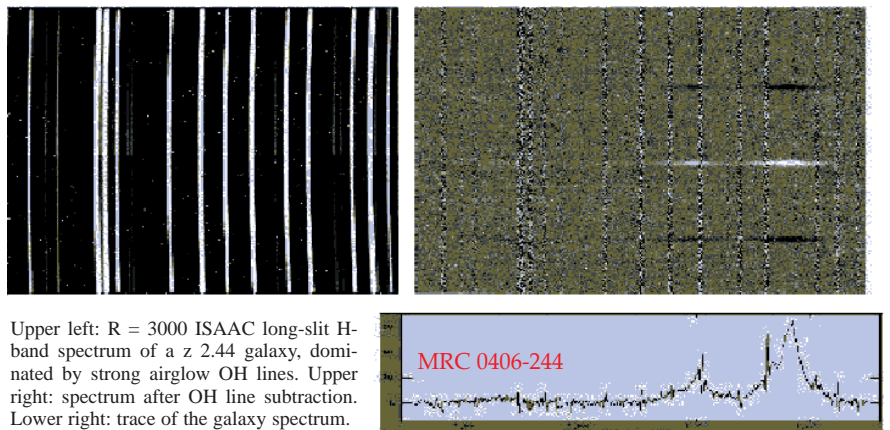 Upper left: R = 3000 ISAAC long-slit H-
band spectrum of a z 2.44 galaxy, domi-
nated by strong airglow OH lines. Upper
right: spectrum after OH line subtraction.
Lower right: trace of the galaxy spectrum.
MRC 0406-244